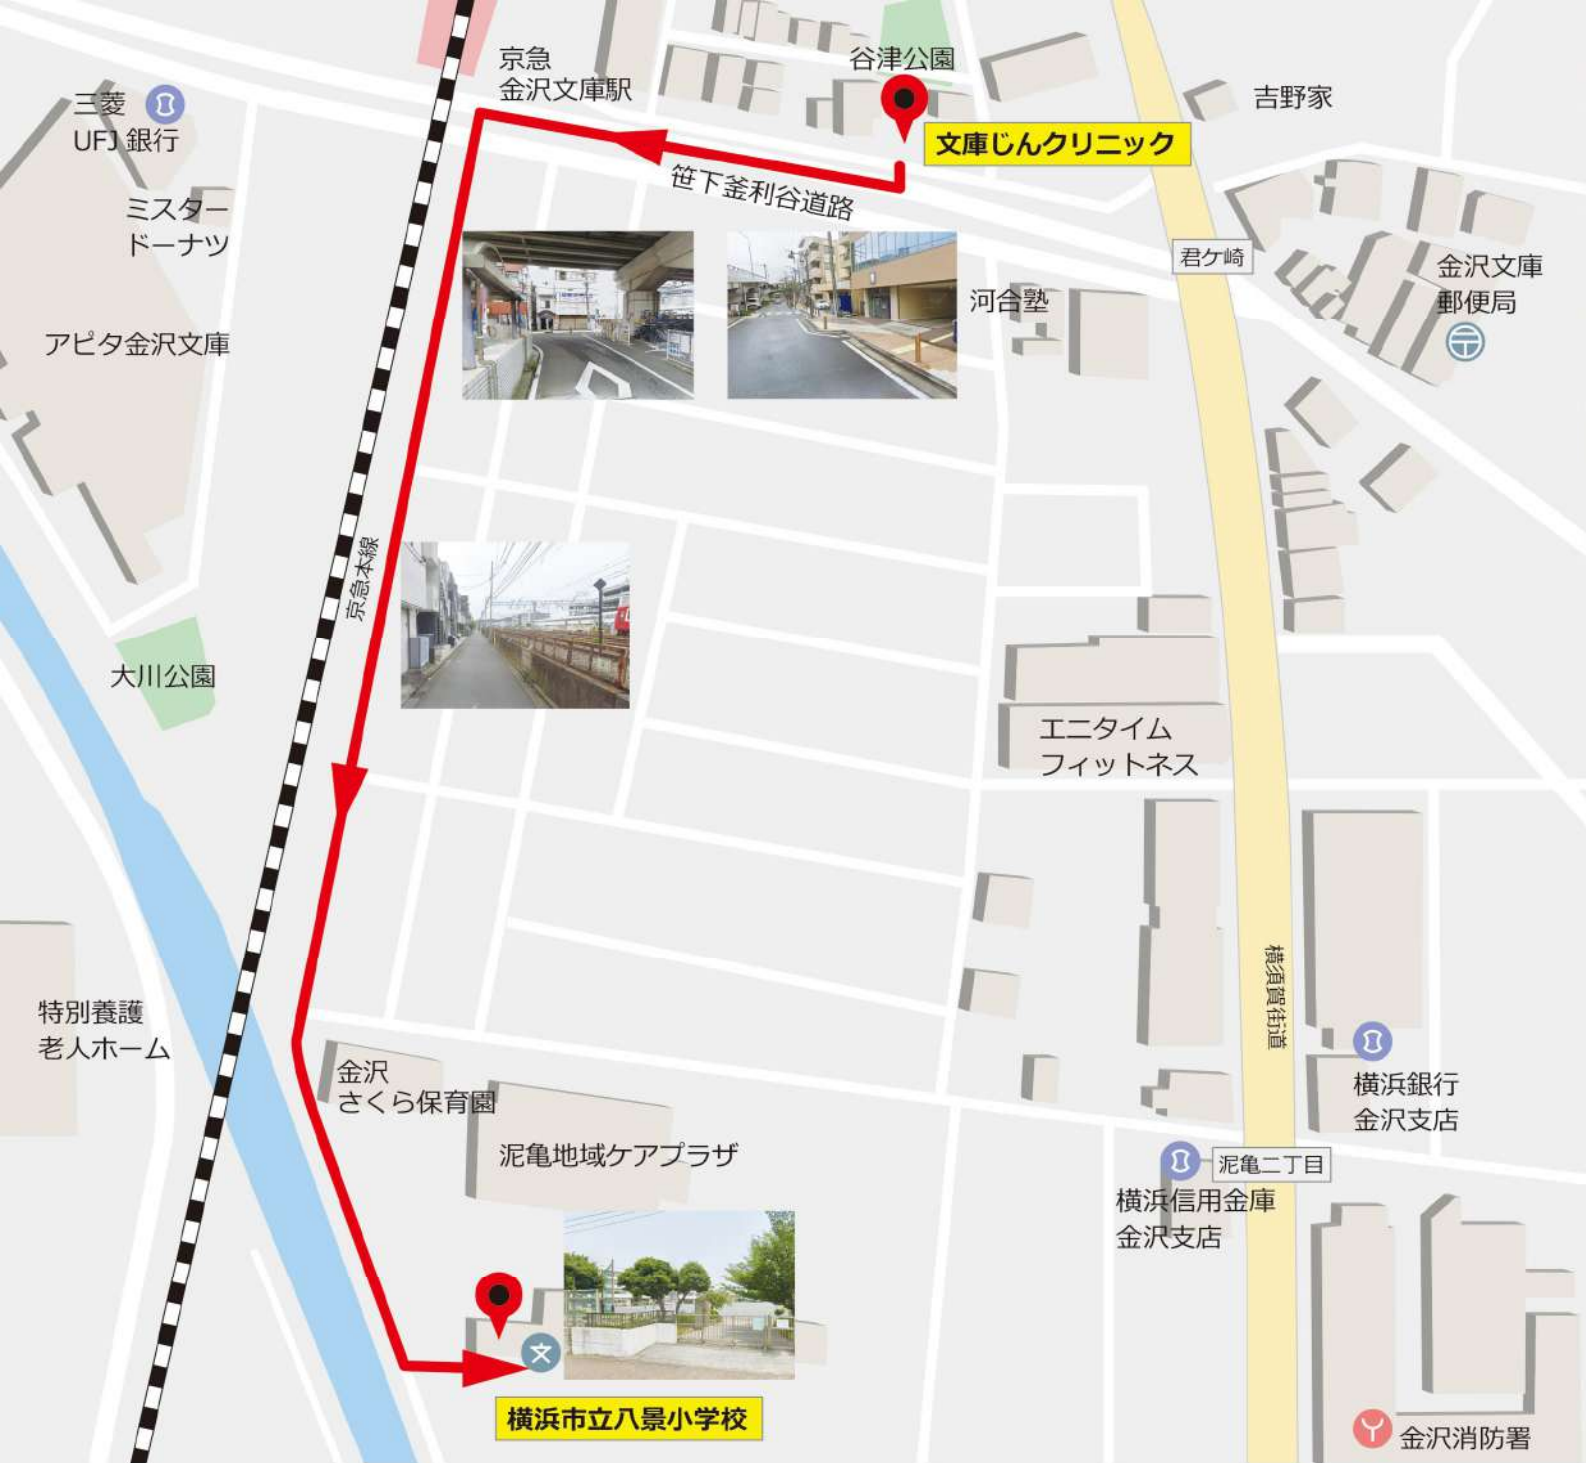 京急
金沢文庫駅
谷津公園
三菱
UFJ 銀行
吉野家
文庫じんクリニック
笹下釜利谷道路
ミスター
ドーナツ
君ケ崎
金沢文庫
郵便局
河合塾
アピタ金沢文庫
京急本線
大川公園
エニタイム
フィットネス
横須賀街道
特別養護
老人ホーム
金沢
さくら保育園
横浜銀行
金沢支店
泥亀地域ケアプラザ
泥亀二丁目
横浜信用金庫
金沢支店
文
横浜市立八景小学校
金沢消防署